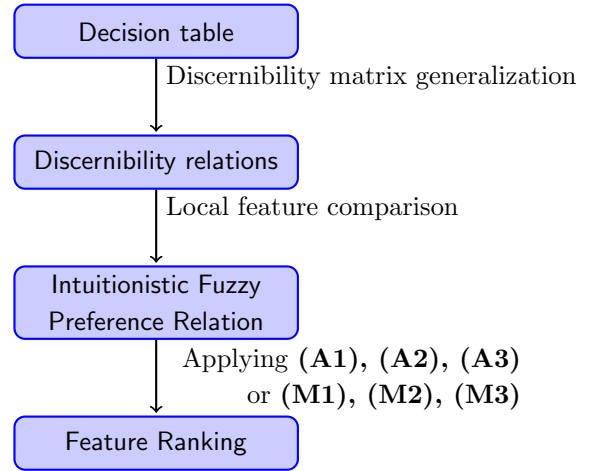 Decision table
Discernibility matrix generalization
Discernibility relations
Local feature comparison
Intuitionistic Fuzzy
Preference Relation
Applying (A1), (A2), (A3)
or (M1), (M2), (M3)
Feature Ranking